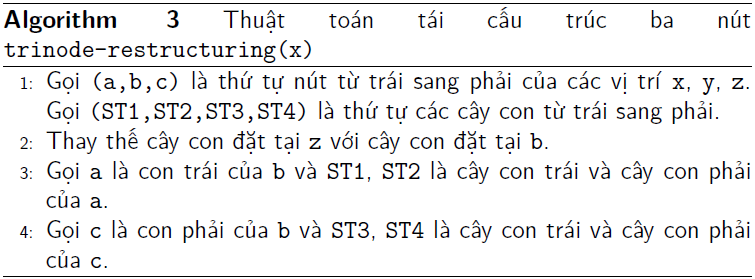 Algorithm 3 Thuật toán tái cấu trúc ba nút
trinode-restructuring(x)
1: Gọi (a,b,c) là thứ tự nút từ trái sang phải của các vị trí x, y, z.
Gọi (ST1,ST2,ST3,ST4) là thứ tự các cây con từ trái sang phải.
2: Thay thế cây con đặt tại z với cây con đặt tại b.
3: Gọi a là con trái của b và ST1, ST2 là cây con trái và cây con phải
của a.
4: Gọi c là con phải của b và ST3, ST4 là cây con trái và cây con phải
của c.